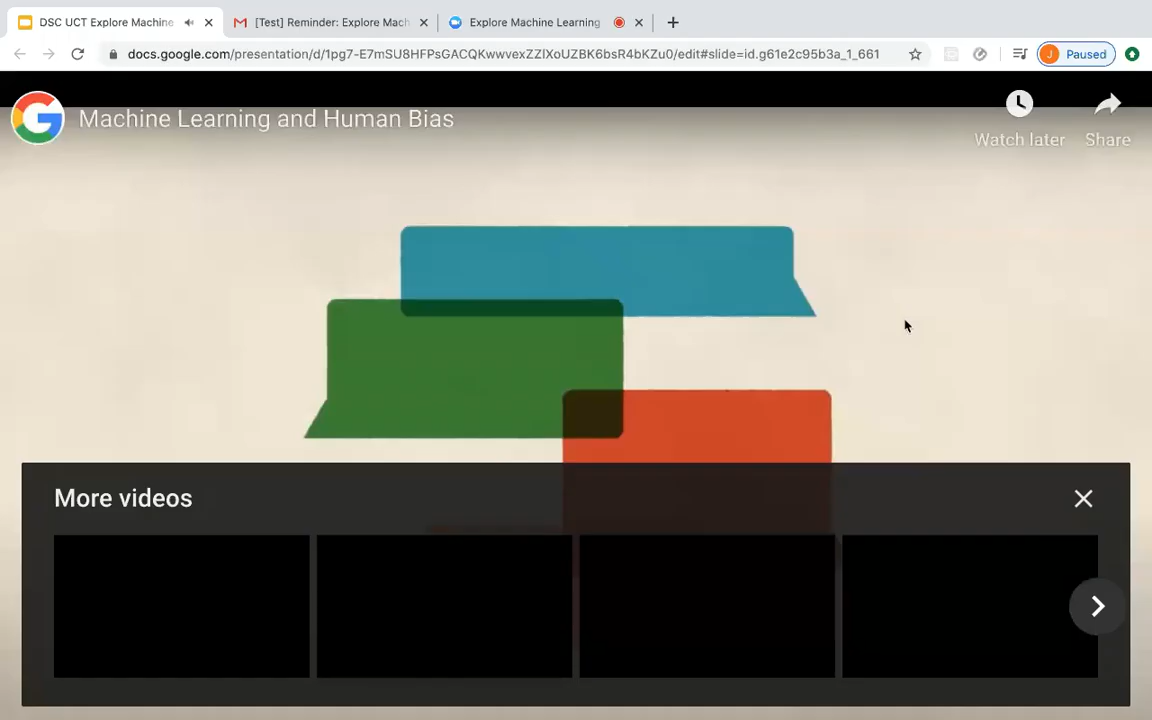 DSC UCT Explore Machine
[Test] Reminder: Explore Mach
Explore Machine Learning
docs.google.com/presentation/d/1pg7-E7mSU8HFPsGACQKwwvexZZIXoUZBK6bsR4bKZu0/edit#slide=id.g61e2c95b3a_1_661
J Paused
Machine Learning and Human Bias
Watch later
Share
More videos